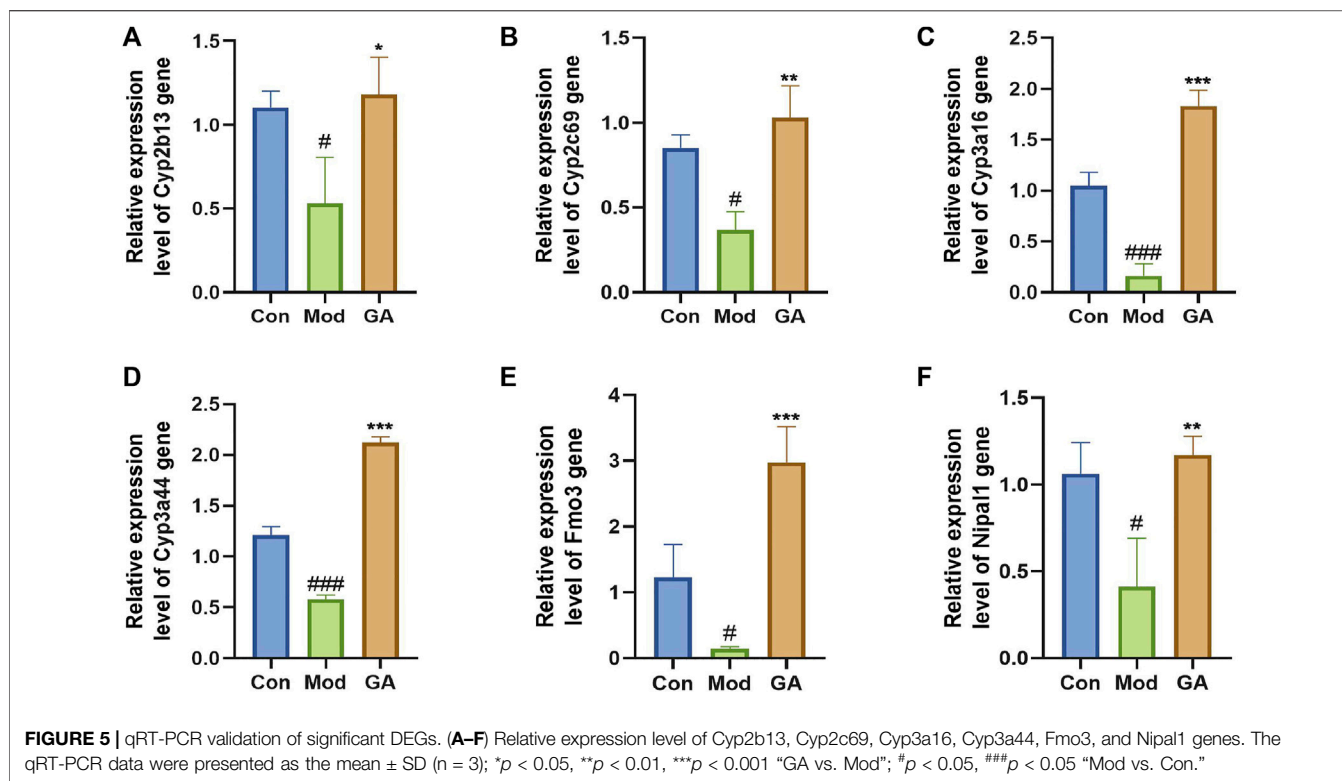 A
Relative expression
level of Cyp2b13 gene
1.5
1.0
0.5
0.0
#
*
Con Mod GA
B
Relative expression
level of Cyp2c69 gene
1.5
1.0
0.5
0.0
#
**
Con Mod GA
C
Relative expression
level of Cyp3a16 gene
2.5
2.0
1.5
1.0
0.5
0.0
###
***
Con Mod GA
D
Relative expression
level of Cyp3a44 gene
2.5
2.0
1.5
1.0
0.5
0.0
###
***
Con Mod GA
E
Relative expression
level of Fmo3 gene
4
3
2
1
0
#
***
Con Mod GA
F
Relative expression
level of Nipal1 gene
1.5
1.0
0.5
0.0
#
**
Con Mod GA
FIGURE 5 | qRT-PCR validation of significant DEGs. (A–F) Relative expression level of Cyp2b13, Cyp2c69, Cyp3a16, Cyp3a44, Fmo3, and Nipal1 genes. The
qRT-PCR data were presented as the mean ± SD (n = 3); *p < 0.05, **p < 0.01, ***p < 0.001 “GA vs. Mod”; #p < 0.05, ###p < 0.05 “Mod vs. Con.”